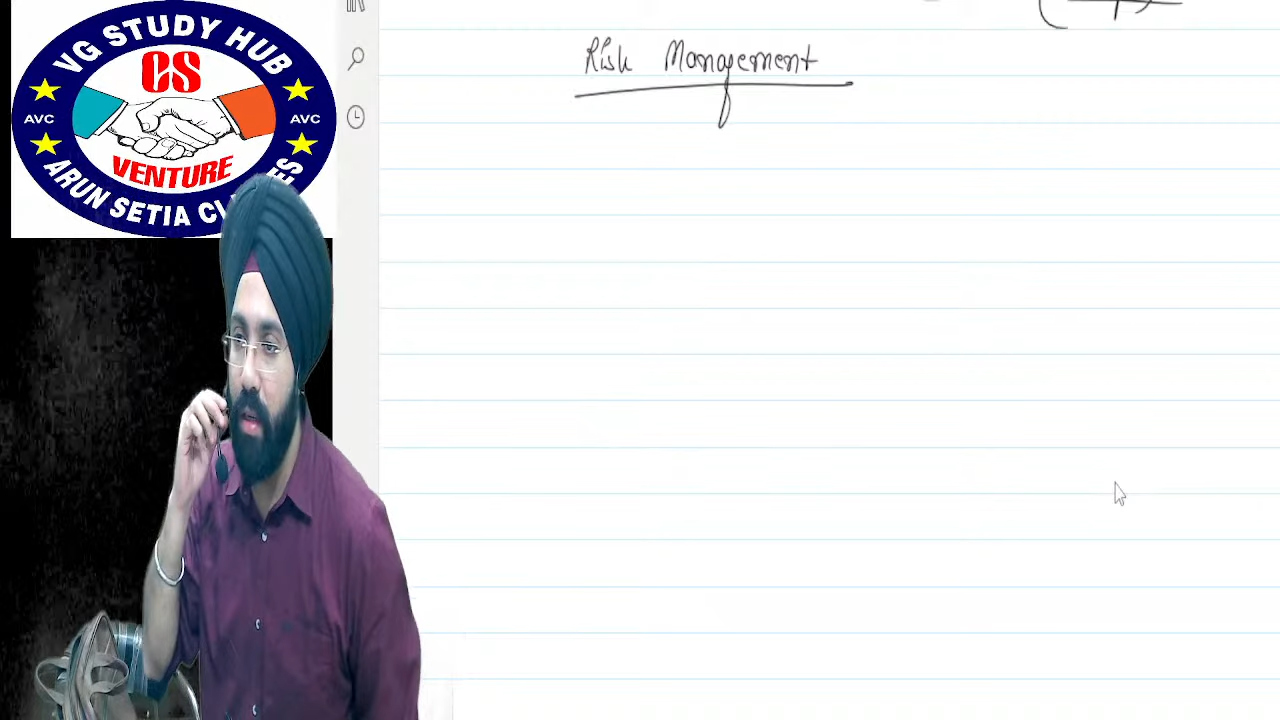 VG STUDY HUB
CS
AVC
AVC
VENTURE
ARUN SETIA
Risk Management